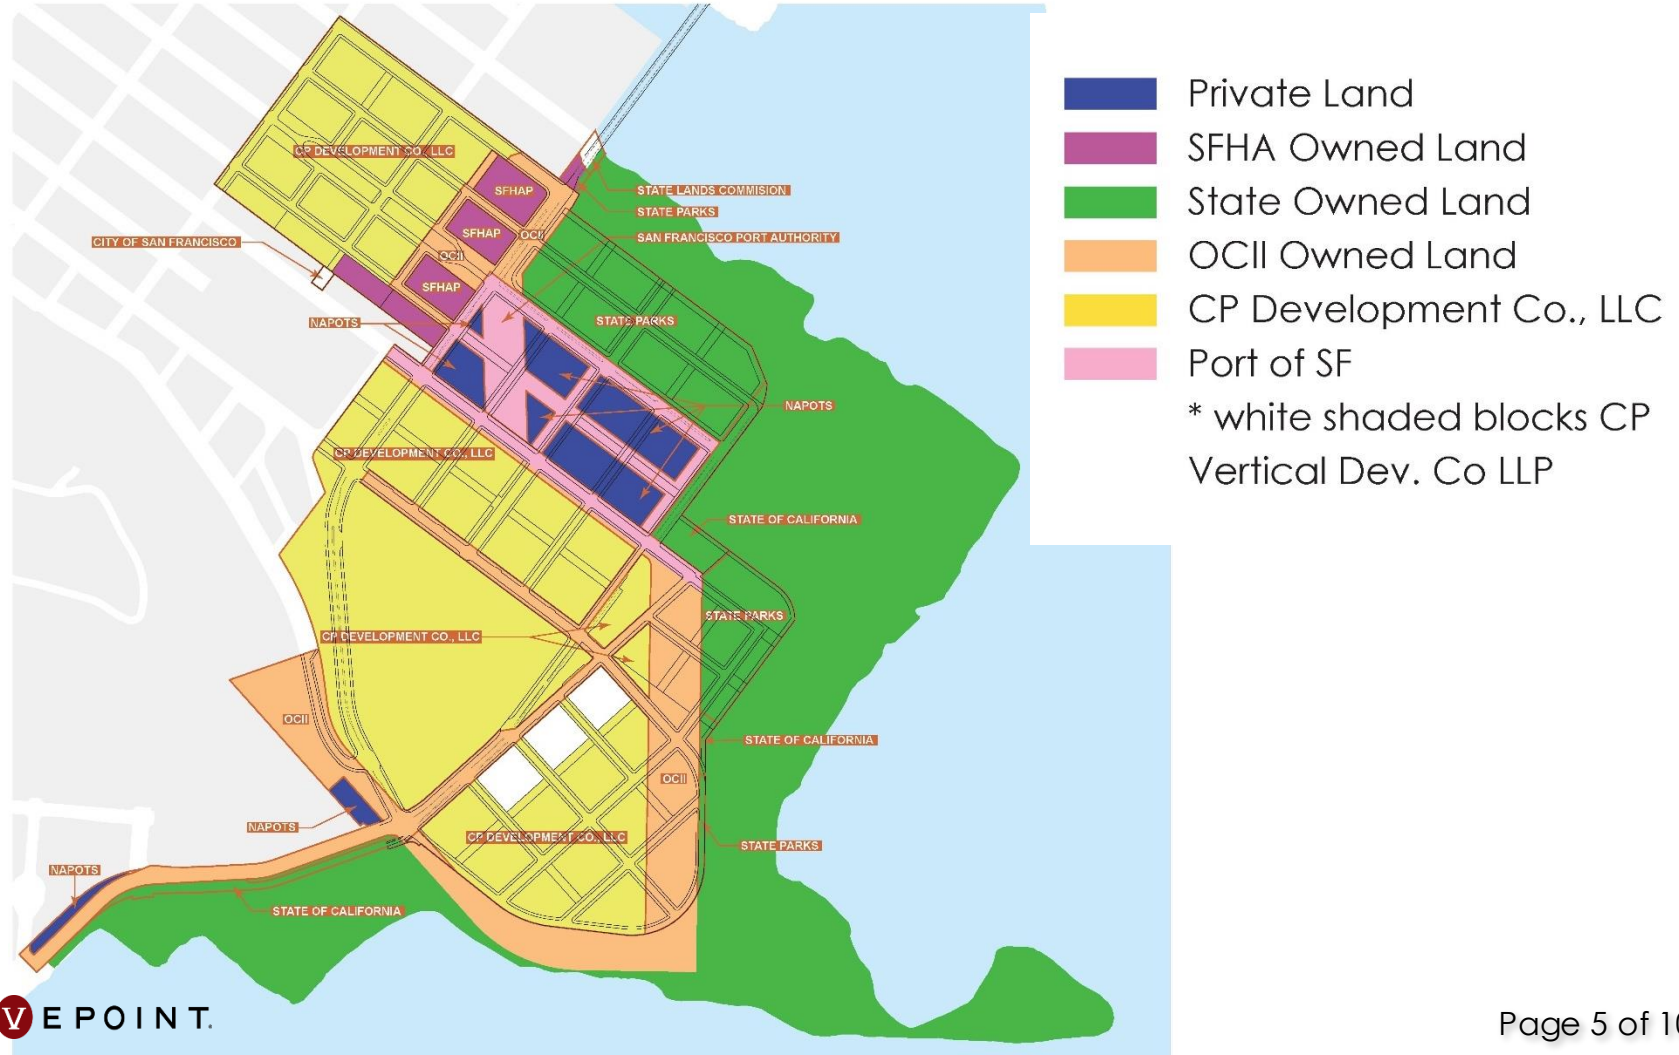 Private Land
SFHA Owned Land
State Owned Land
OCII Owned Land
CP Development Co., LLC
Port of SF
* white shaded blocks CP
Vertical Dev. Co LLP
CP DEVELOPMENT CO., LLC
SFHAP
STATE LANDS COMMISION
STATE PARKS
SFHAP
OCII
SAN FRANCISCO PORT AUTHORITY
CITY OF SAN FRANCISCO
OCII
SFHAP
NAPOTS
STATE PARKS
NAPOTS
CP DEVELOPMENT CO., LLC
STATE OF CALIFORNIA
STATE PARKS
CP DEVELOPMENT CO., LLC
OCII
STATE OF CALIFORNIA
OCII
NAPOTS
CP DEVELOPMENT CO., LLC
STATE PARKS
NAPOTS
STATE OF CALIFORNIA
VEPOINT.
Page 5 of 10